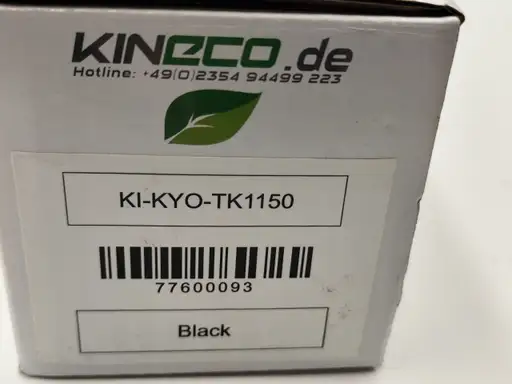 KINECO.de
Hotline: +49(0)2354 94499 223
KI-KYO-TK1150
77600093
Black